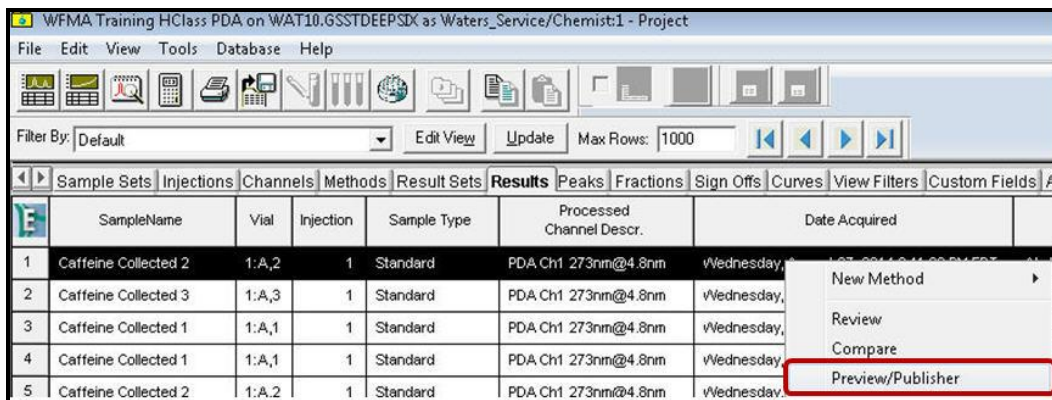 WFMA Training HClass PDA on WAT10.GSSTDEEPSIX as Waters_Service/Chemist:1 - Project
File Edit View Tools Database Help
Filter By: Default Edit View Update Max Rows: 1000
Sample Sets Injections Channels Methods Result Sets Results Peaks Fractions Sign Offs Curves View Filters Custom Fields
SampleName Vial Injection Sample Type Processed Channel Descr. Date Acquired
1 Caffeine Collected 2 1:A,2 1 Standard PDA Ch1 273nm@4.8nm Wednesday,
2 Caffeine Collected 3 1:A,3 1 Standard PDA Ch1 273nm@4.8nm Wednesday,
3 Caffeine Collected 1 1:A,1 1 Standard PDA Ch1 273nm@4.8nm Wednesday,
4 Caffeine Collected 1 1:A,1 1 Standard PDA Ch1 273nm@4.8nm Wednesday,
5 Caffeine Collected 2 1:A,2 1 Standard PDA Ch1 273nm@4.8nm Wednesday,
New Method
Review
Compare
Preview/Publisher